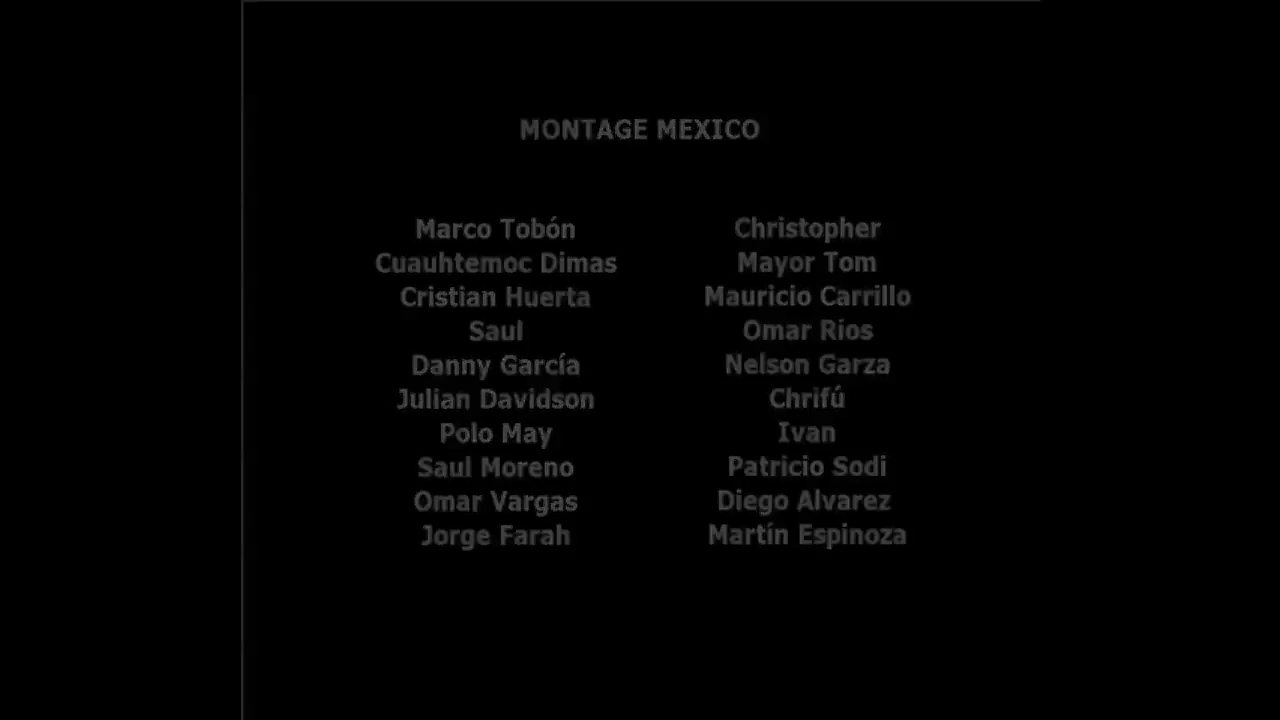 MONTAGE MEXICO
Marco Tobón
Cuauhtemoc Dimas
Cristian Huerta
Saul
Danny García
Julian Davidson
Polo May
Saul Moreno
Omar Vargas
Jorge Farah
Christopher
Mayor Tom
Mauricio Carrillo
Omar Ríos
Nelson Garza
Chrifú
Ivan
Patricio Sodi
Diego Alvarez
Martín Espinoza